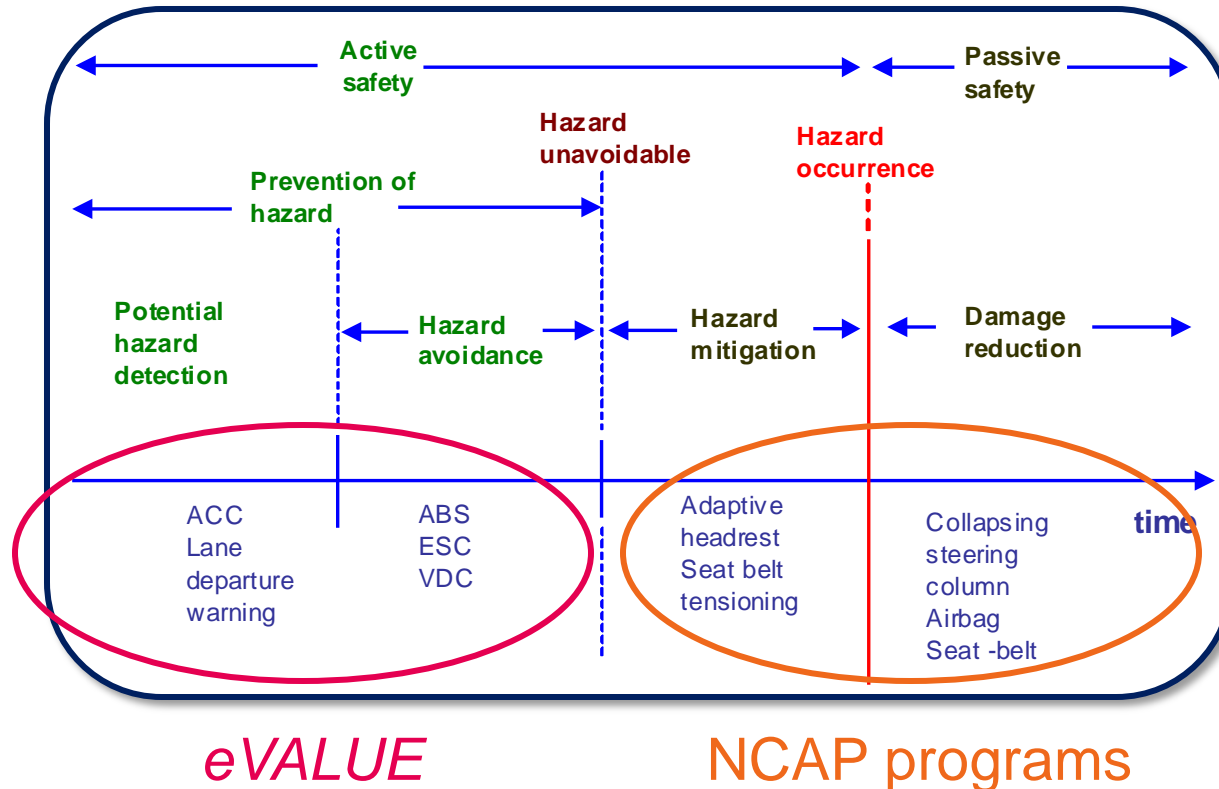 Active
safety
Passive
safety
Hazard
unavoidable
Hazard
occurrence
Prevention of
hazard
Potential
hazard
detection
Hazard
avoidance
Hazard
mitigation
Damage
reduction
ACC
Lane
departure
warning
ABS
ESC
VDC
Adaptive
headrest
Seat belt
tensioning
Collapsing
steering
column
Airbag
Seat -belt
time
eVALUE
NCAP programs